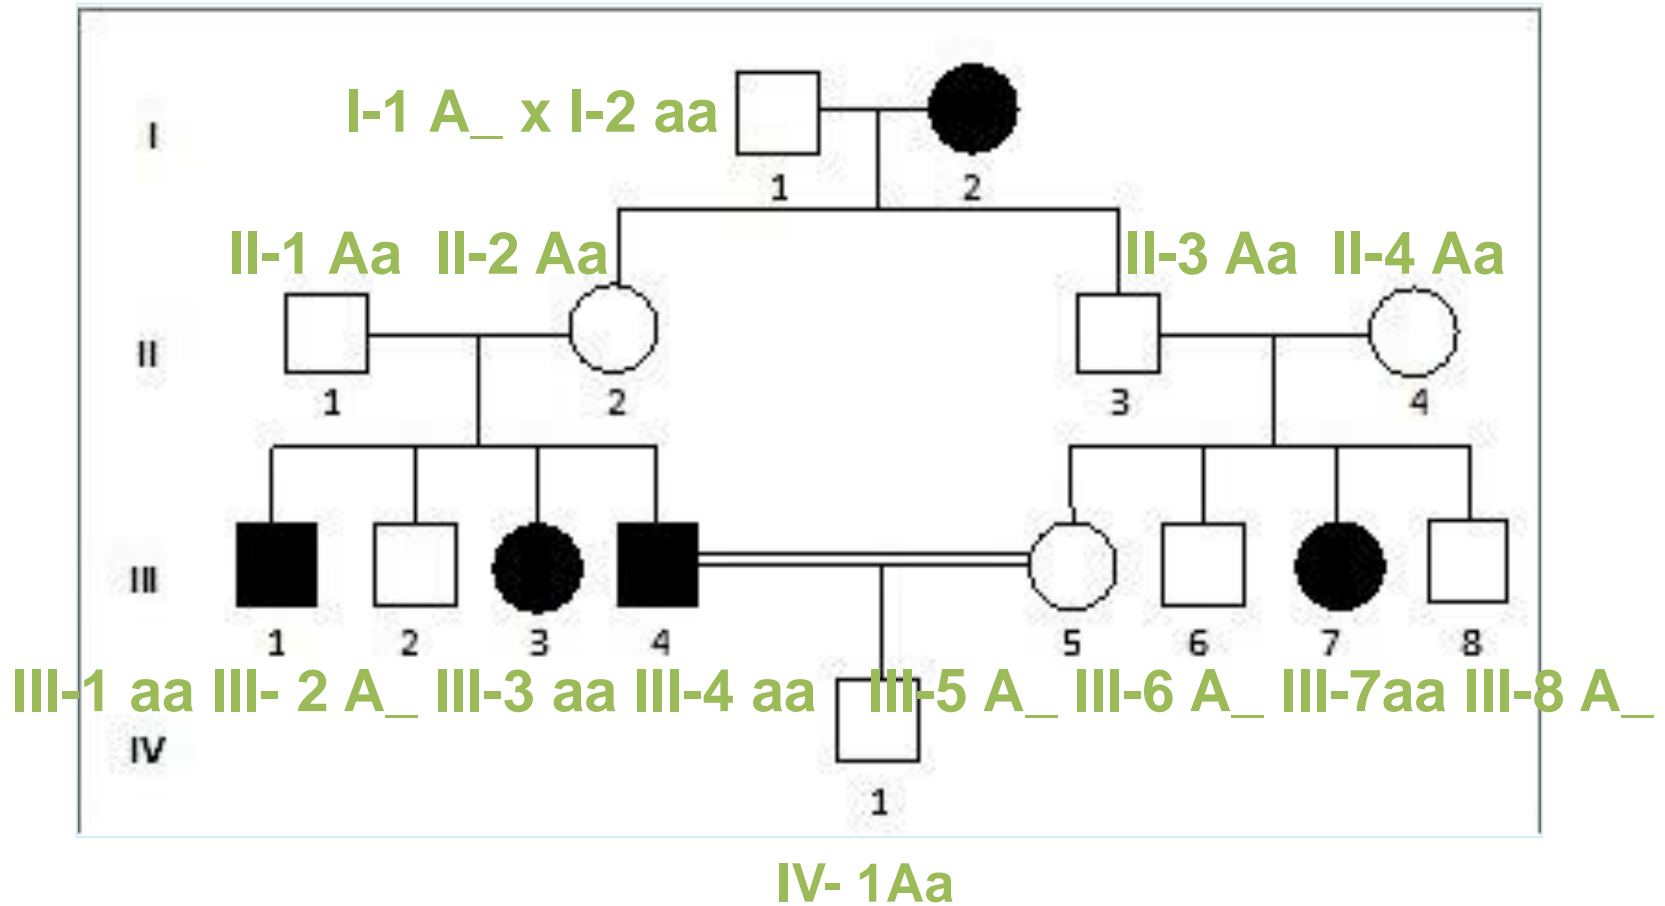 I-1 A_ x I-2 aa
I
1 2
II-1 Aa II-2 Aa II-3 Aa II-4 Aa
II
1 2 3 4
III
1 2 3 4 5 6 7 8
III-1 aa III- 2 A_ III-3 aa III-4 aa III-5 A_ III-6 A_ III-7aa III-8 A_
IV
1
IV- 1Aa